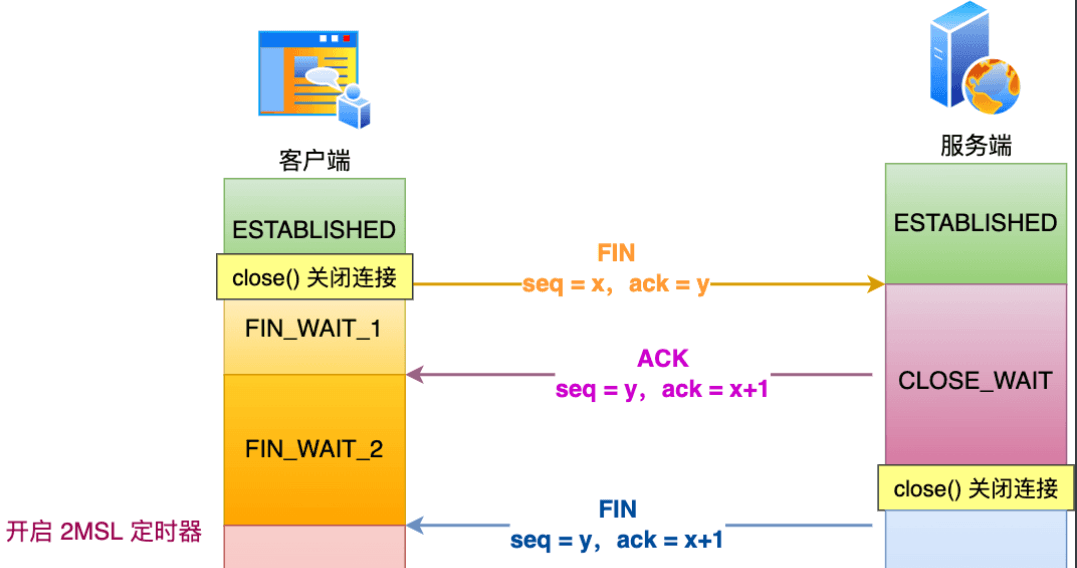 客户端
服务端
ESTABLISHED
ESTABLISHED
close() 关闭连接
FIN
seq = x，ack = y
FIN_WAIT_1
ACK
seq = y，ack = x+1
CLOSE_WAIT
FIN_WAIT_2
close() 关闭连接
开启 2MSL 定时器
FIN
seq = y，ack = x+1